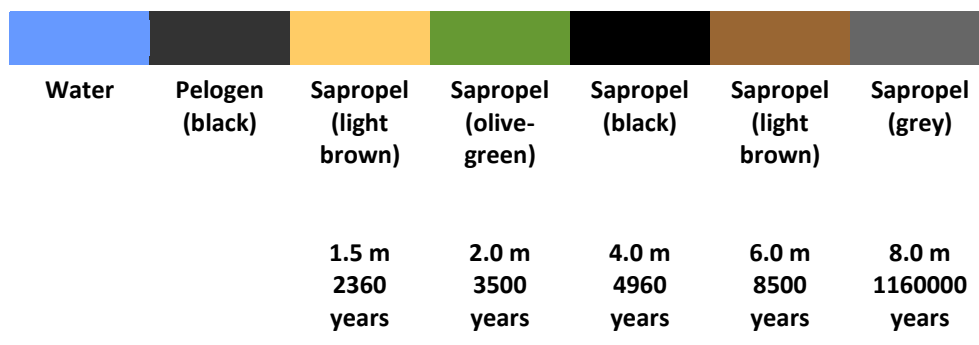 Water
Pelogen
(black)
Sapropel
(light
brown)
Sapropel
(olive-
green)
Sapropel
(black)
Sapropel
(light
brown)
Sapropel
(grey)
1.5 m
2360
years
2.0 m
3500
years
4.0 m
4960
years
6.0 m
8500
years
8.0 m
1160000
years